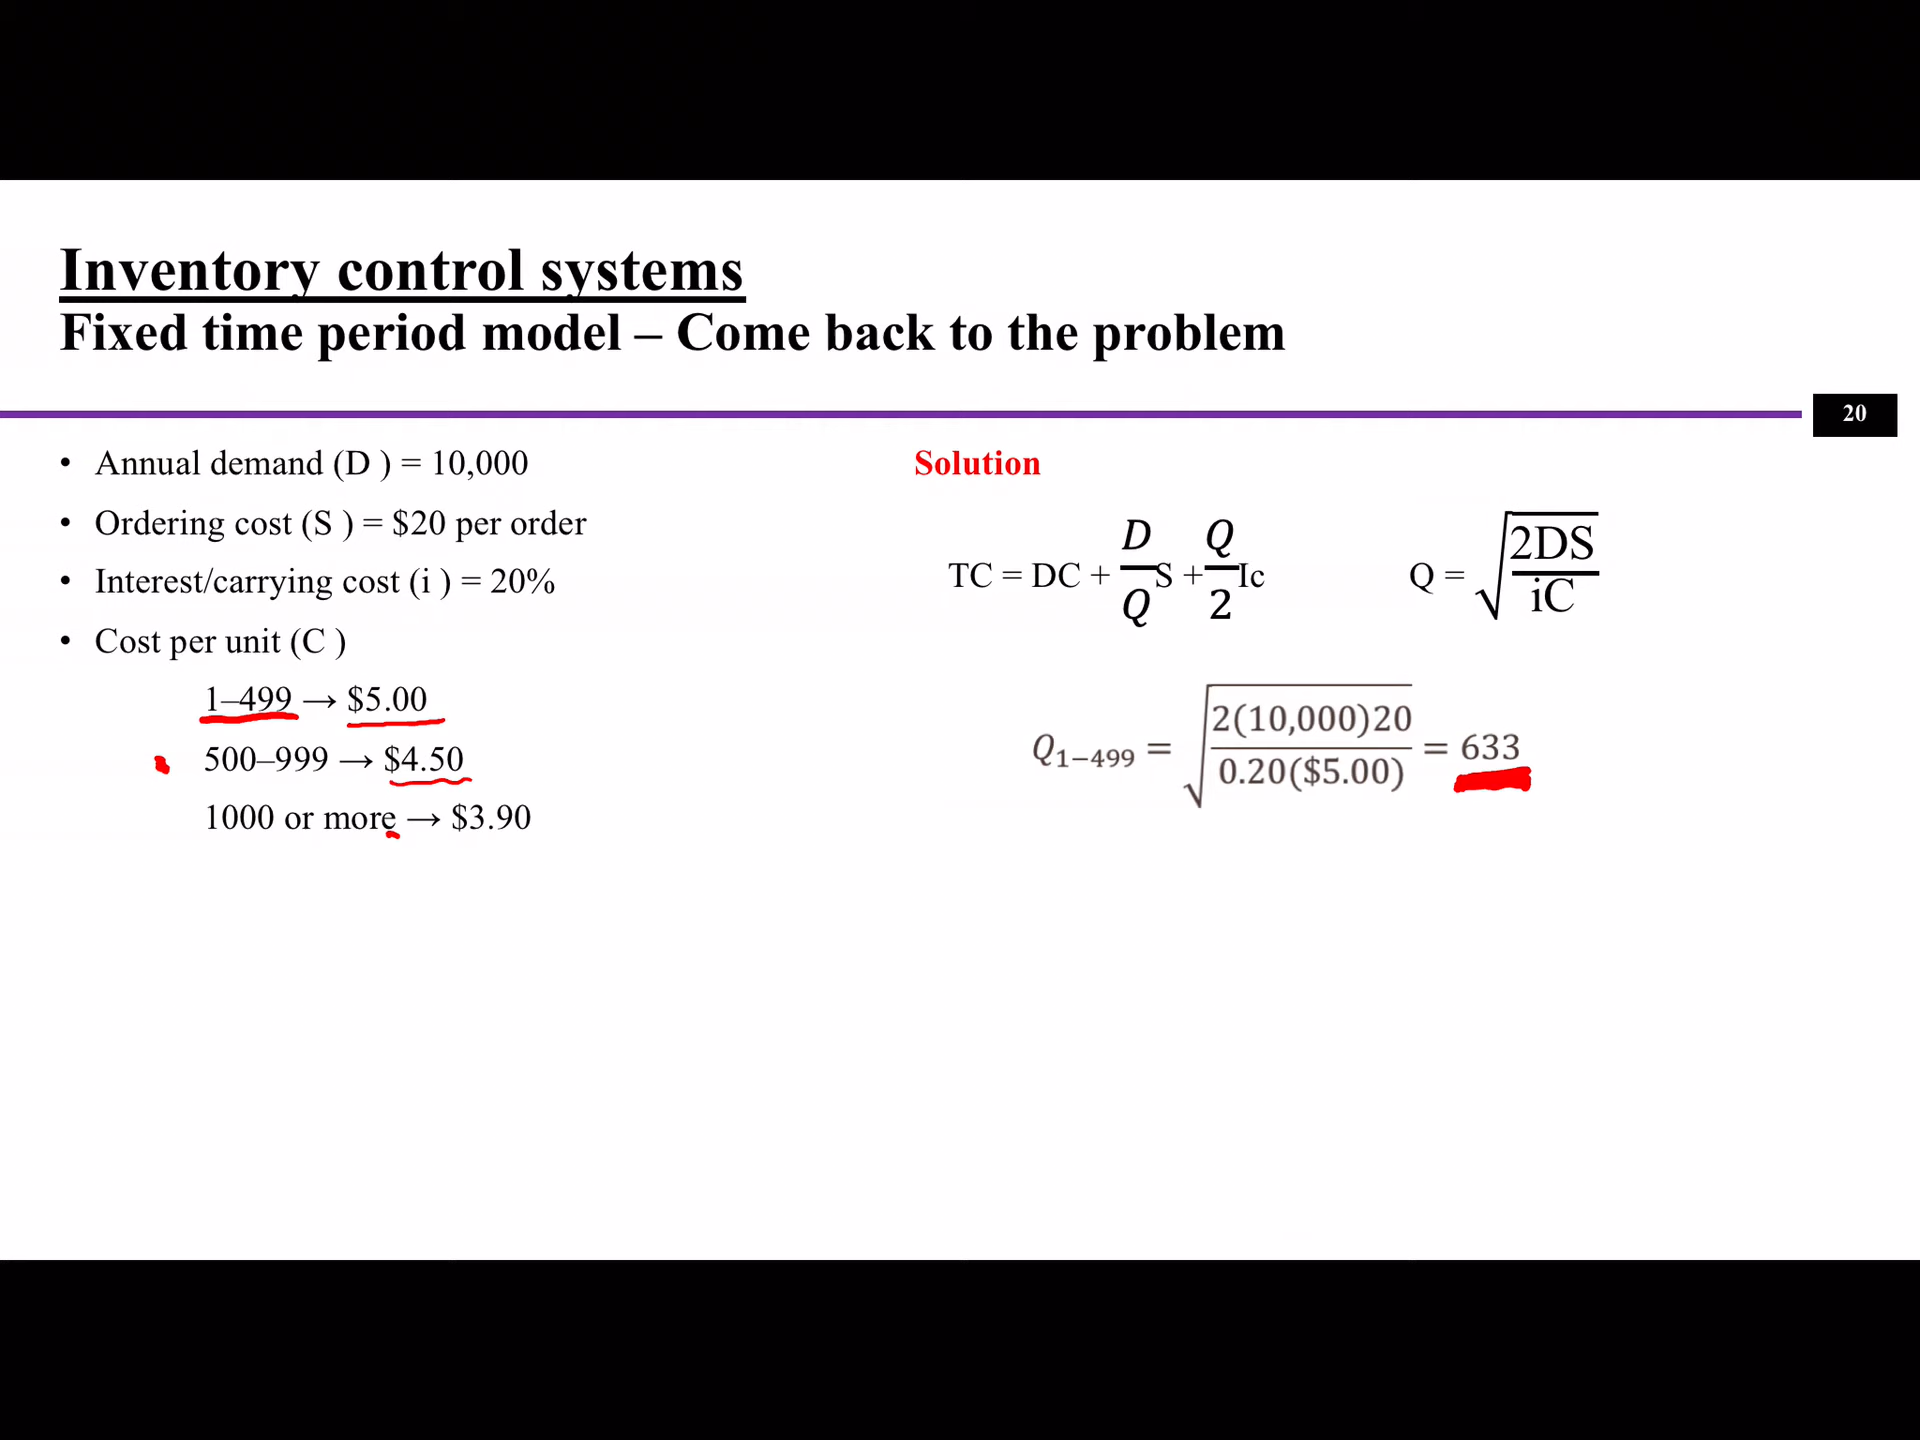 Inventory control systems
Fixed time period model – Come back to the problem
20
• Annual demand (D ) = 10,000
• Ordering cost (S ) = $20 per order
• Interest/carrying cost (i ) = 20%
• Cost per unit (C )
1–499 → $5.00
500–999 → $4.50
1000 or more → $3.90
Solution
TC = DC + D/Q S + Q/2 Ic
Q = √(2DS/iC)
Q₁₋₄₉₉ = √(2(10,000)20/0.20($5.00)) = 633